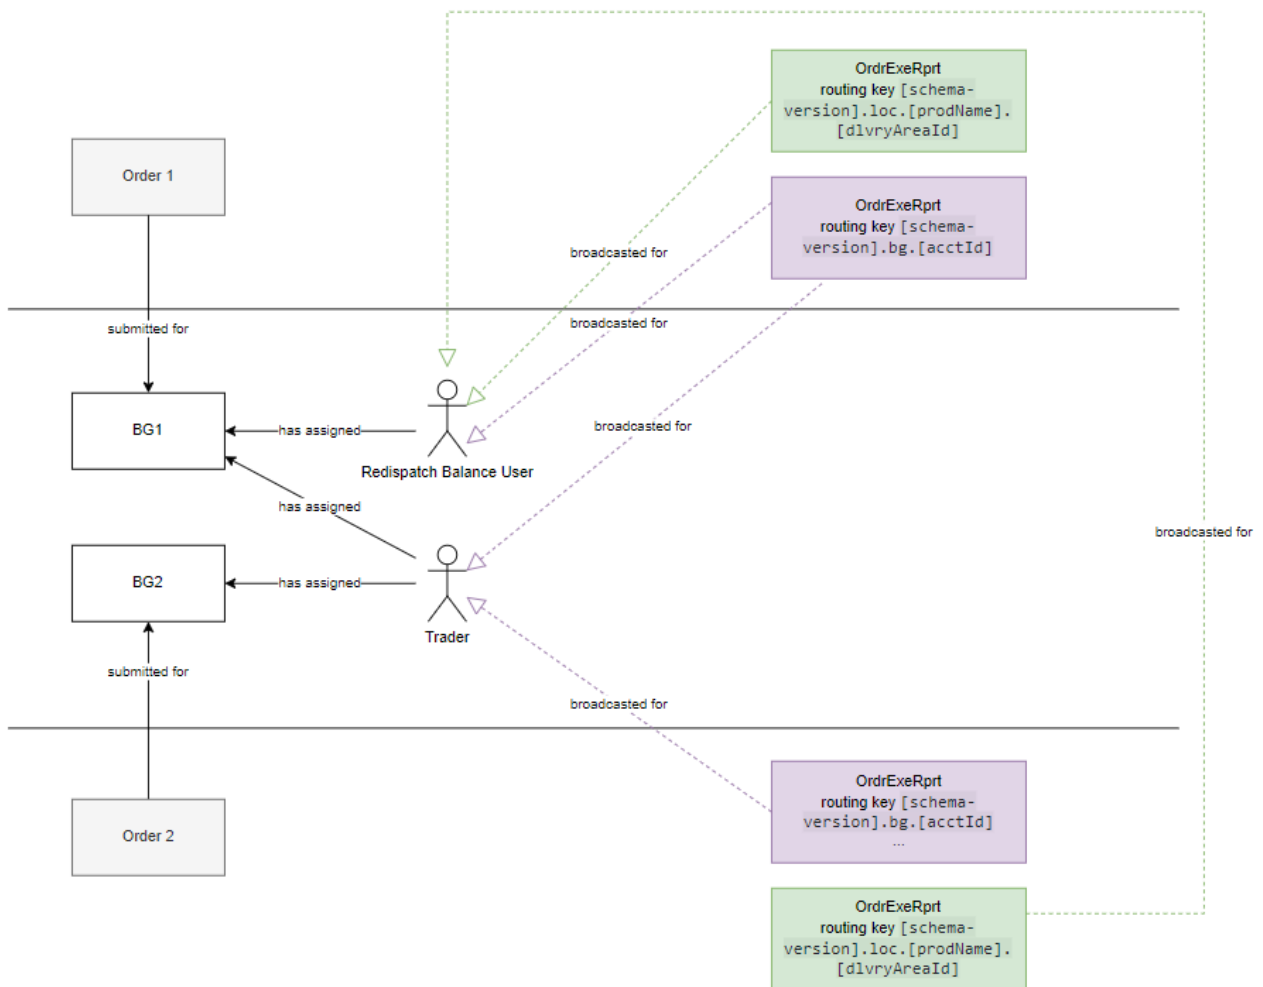 OrdrExeRprt
routing key [schema-
version].loc.[prodName].
[dlvryAreaId]
Order 1
OrdrExeRprt
routing key [schema-
version].bg.[acctId]
broadcasted for
submitted for
broadcasted for
BG1
has assigned
broadcasted for
Redispatch Balance User
has assigned
broadcasted for
BG2
has assigned
Trader
submitted for
broadcasted for
OrdrExeRprt
routing key [schema-
version].bg.[acctId]
...
Order 2
OrdrExeRprt
routing key [schema-
version].loc.[prodName].
[dlvryAreaId]